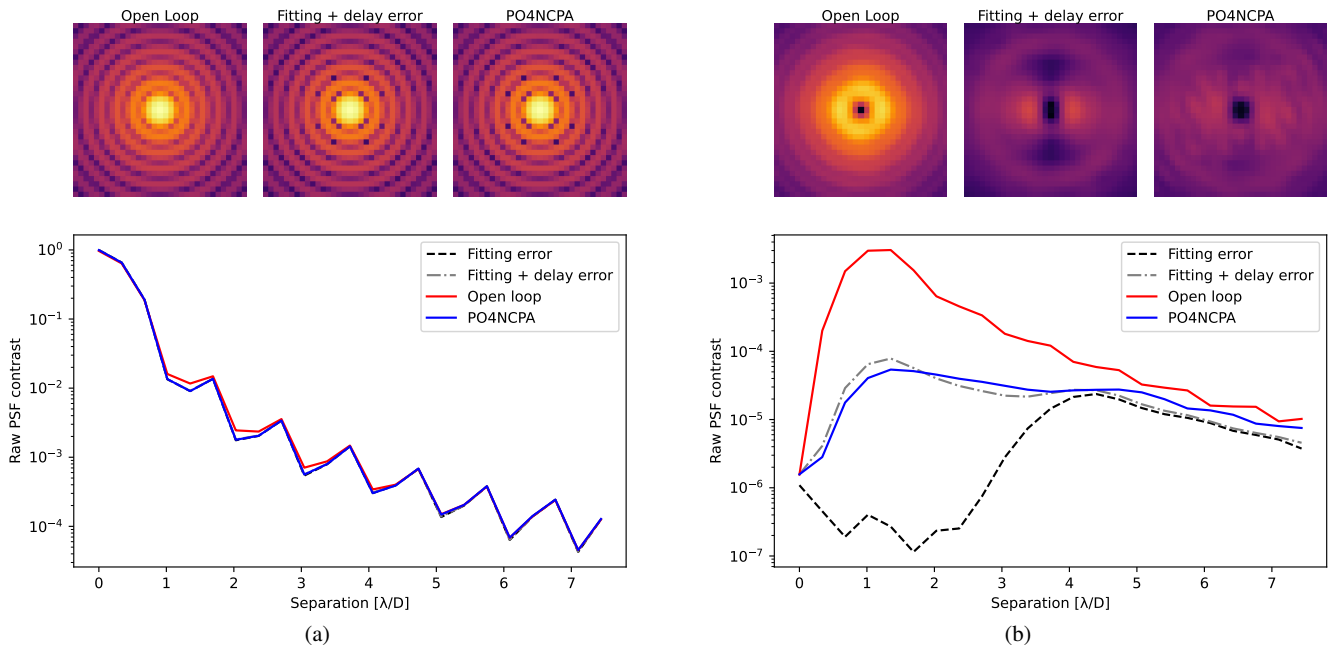 Open Loop
Fitting + delay error
PO4NCPA
10⁰
10⁻¹
10⁻²
10⁻³
10⁻⁴
Raw PSF contrast
Fitting error
Fitting + delay error
Open loop
PO4NCPA
0 1 2 3 4 5 6 7
Separation [λ/D]
(a)
Open Loop
Fitting + delay error
PO4NCPA
10⁻³
10⁻⁴
10⁻⁵
10⁻⁶
10⁻⁷
Raw PSF contrast
Fitting error
Fitting + delay error
Open loop
PO4NCPA
0 1 2 3 4 5 6 7
Separation [λ/D]
(b)